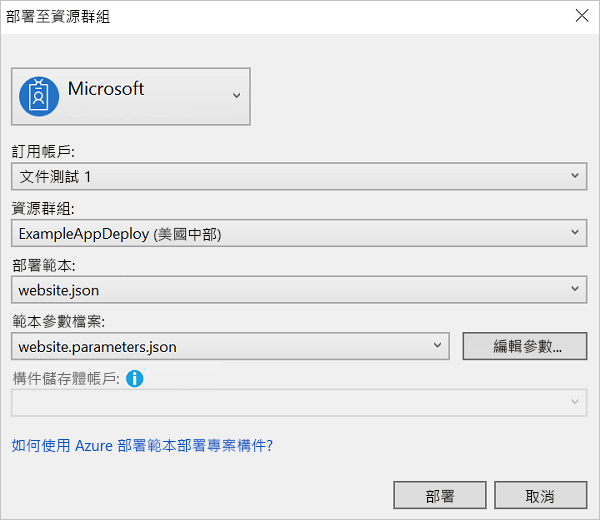 部署至資源群組
Microsoft
訂用帳戶:
文件測試 1
資源群組:
ExampleAppDeploy (美國中部)
部署範本:
website.json
範本參數檔案:
website.parameters.json
編輯參數...
構件儲存體帳戶:
如何使用 Azure 部署範本部署專案構件?
部署
取消